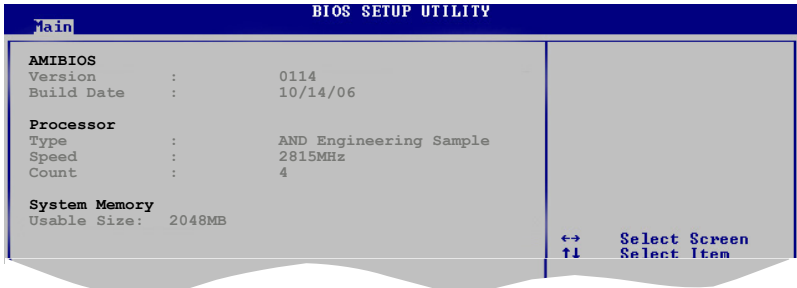 BIOS SETUP UTILITY
Main
AMIBIOS
Version : 0114
Build Date : 10/14/06
Processor
Type : AND Engineering Sample
Speed : 2815MHz
Count : 4
System Memory
Usable Size: 2048MB
←→ Select Screen
↑↓ Select Item